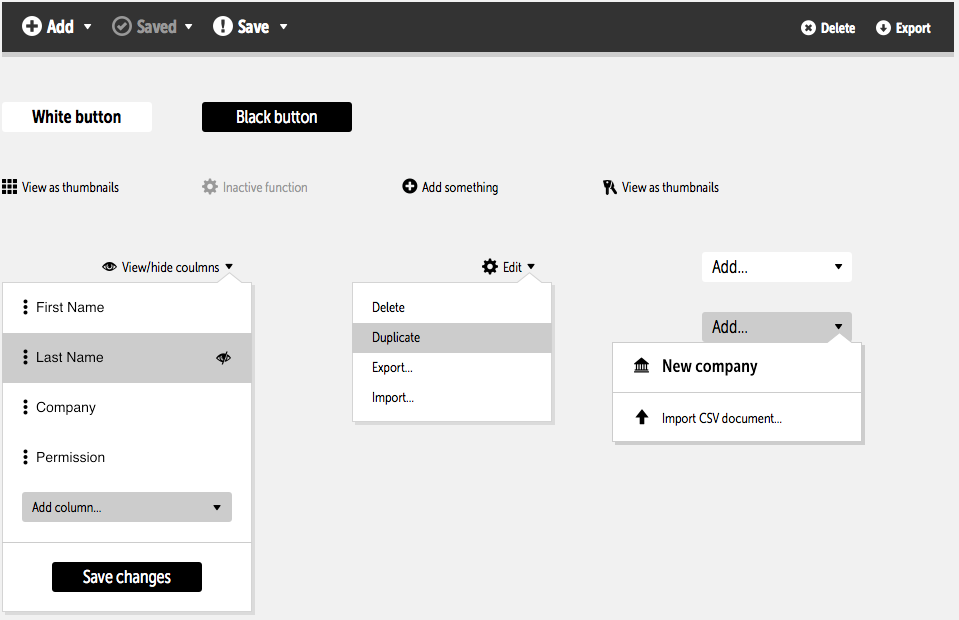 Add Saved Save Delete Export
White button Black button
View as thumbnails Inactive function Add something View as thumbnails
View/hide coulmns
First Name
Last Name
Company
Permission
Add column...
Save changes
Edit
Delete
Duplicate
Export...
Import...
Add...
Add...
New company
Import CSV document...